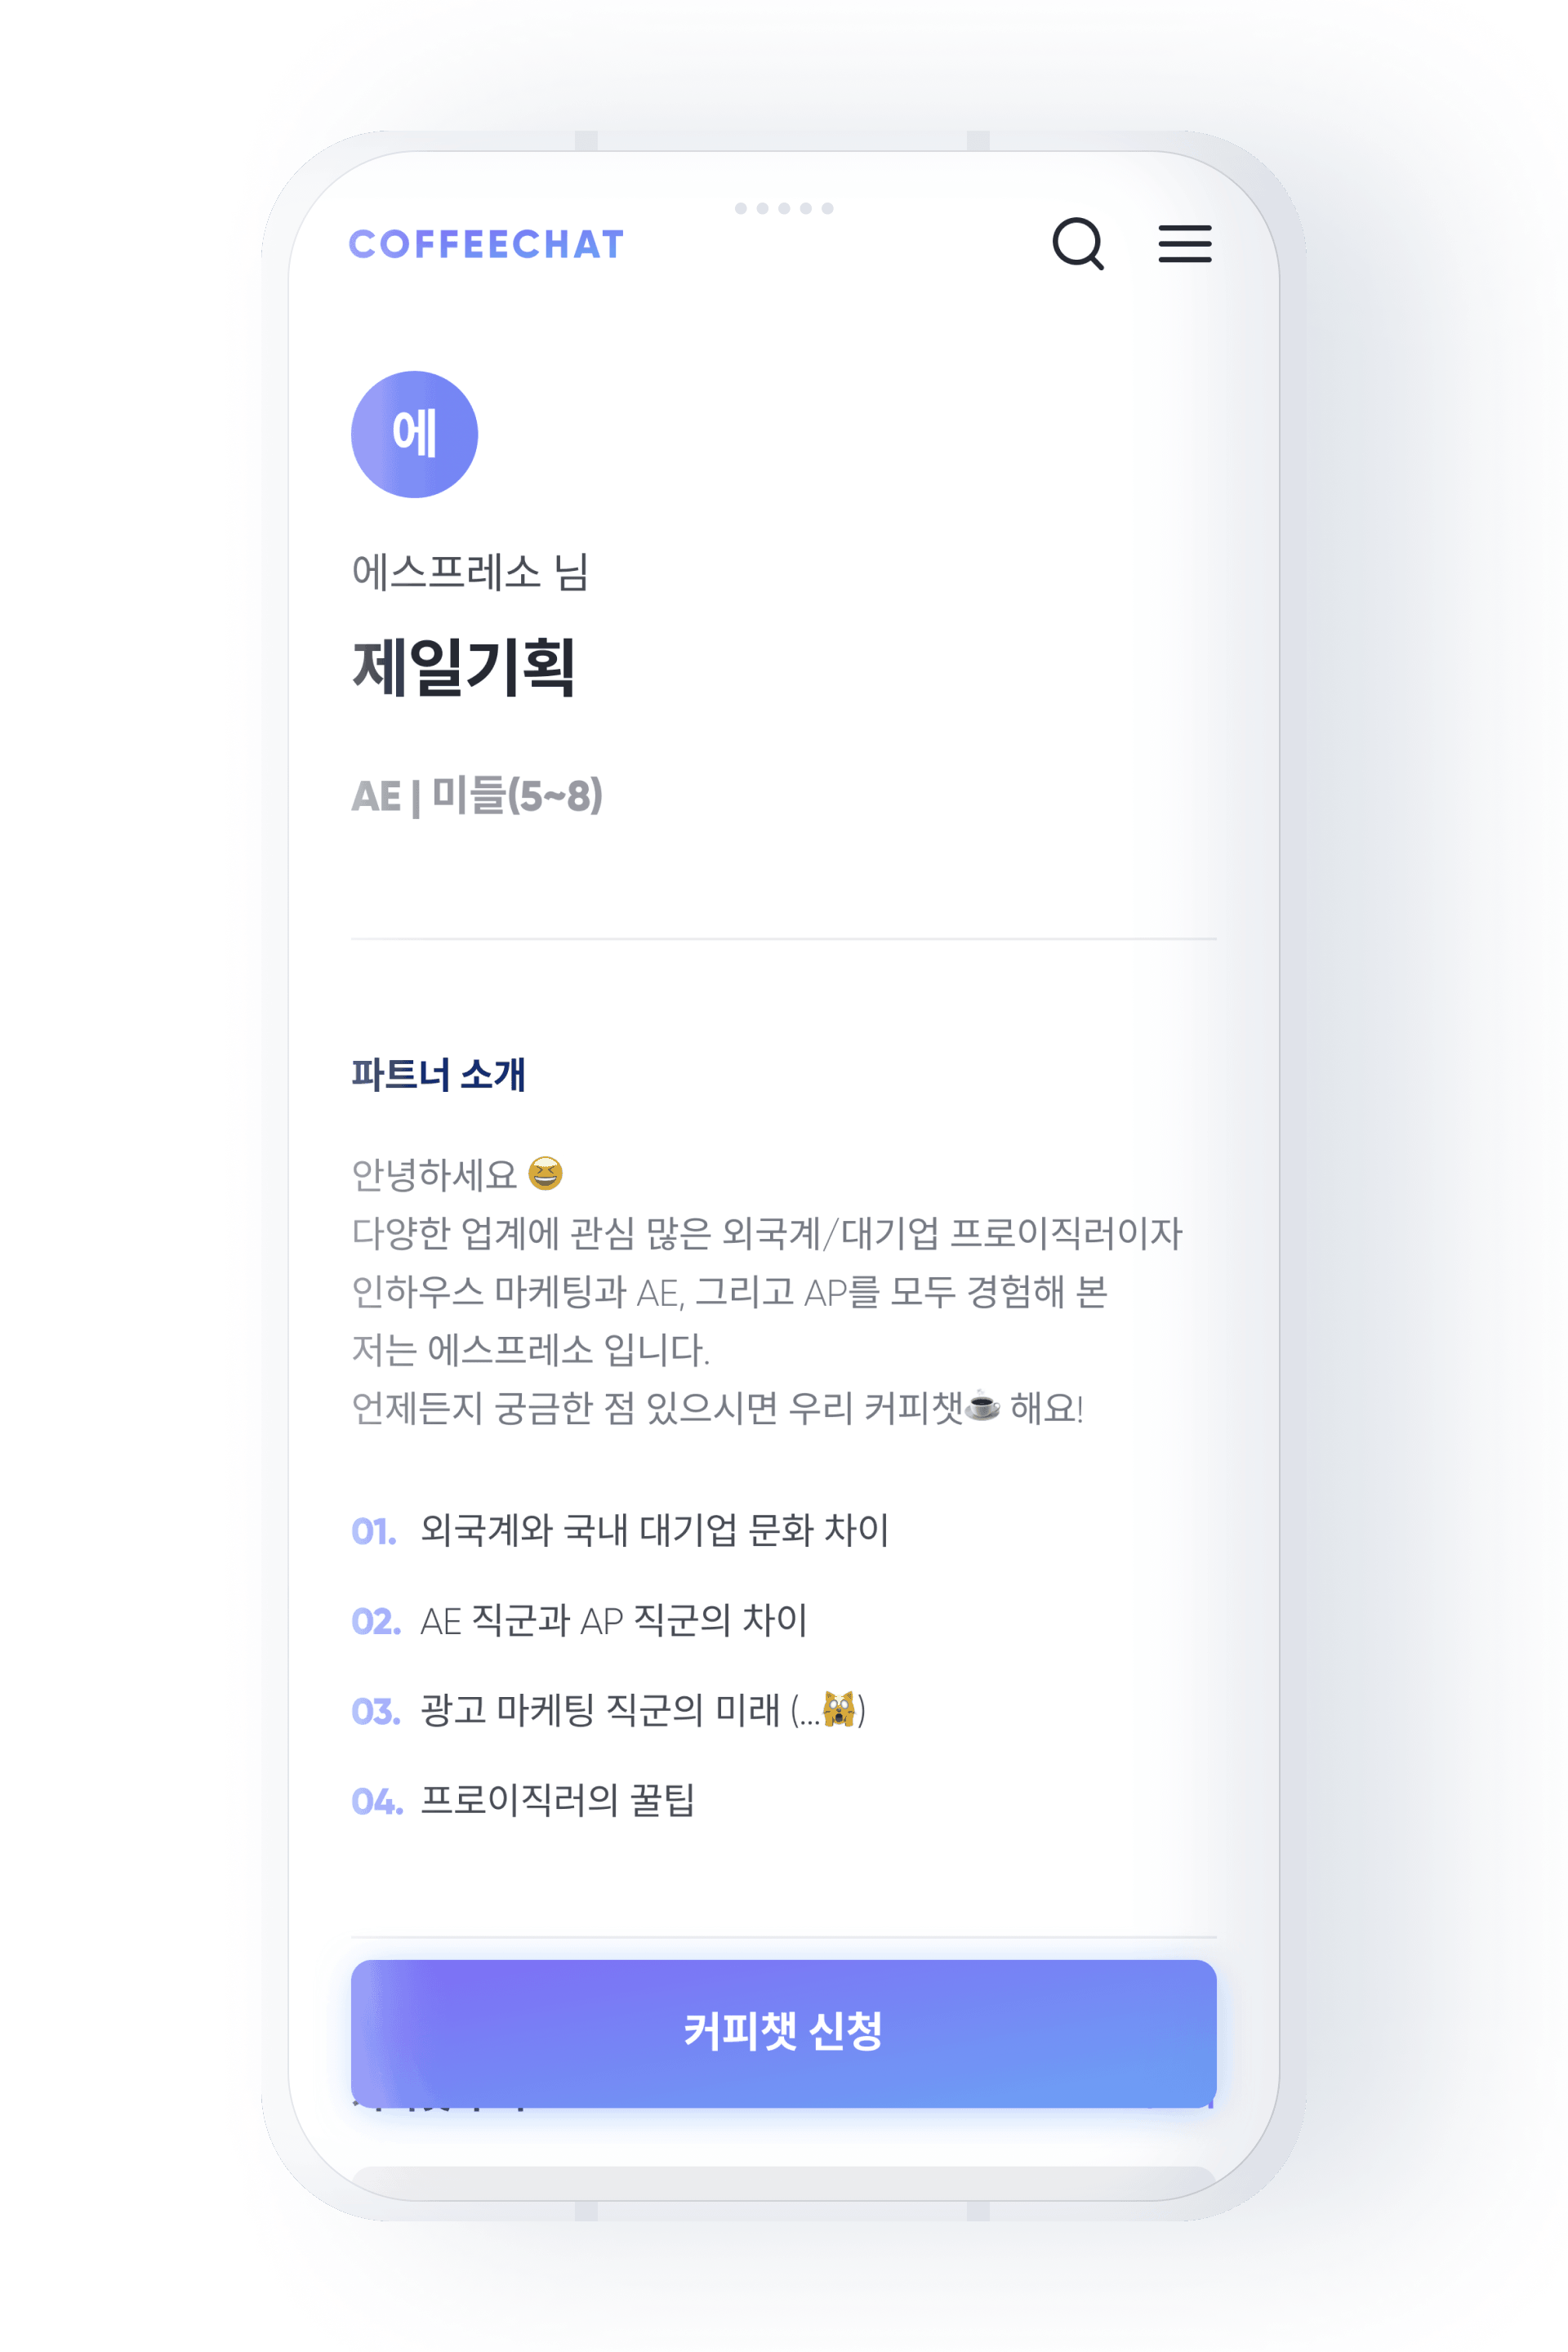 COFFEECHAT
에
에스프레소 님
제일기획
AE | 미들(5~8)
파트너 소개
안녕하세요 😆
다양한 업계에 관심 많은 외국계/대기업 프로이직러이자
인하우스 마케팅과 AE, 그리고 AP를 모두 경험해 본
저는 에스프레소 입니다.
언제든지 궁금한 점 있으시면 우리 커피챗☕ 해요!
01. 외국계와 국내 대기업 문화 차이
02. AE 직군과 AP 직군의 차이
03. 광고 마케팅 직군의 미래 (...🙀)
04. 프로이직러의 꿀팁
커피챗 신청